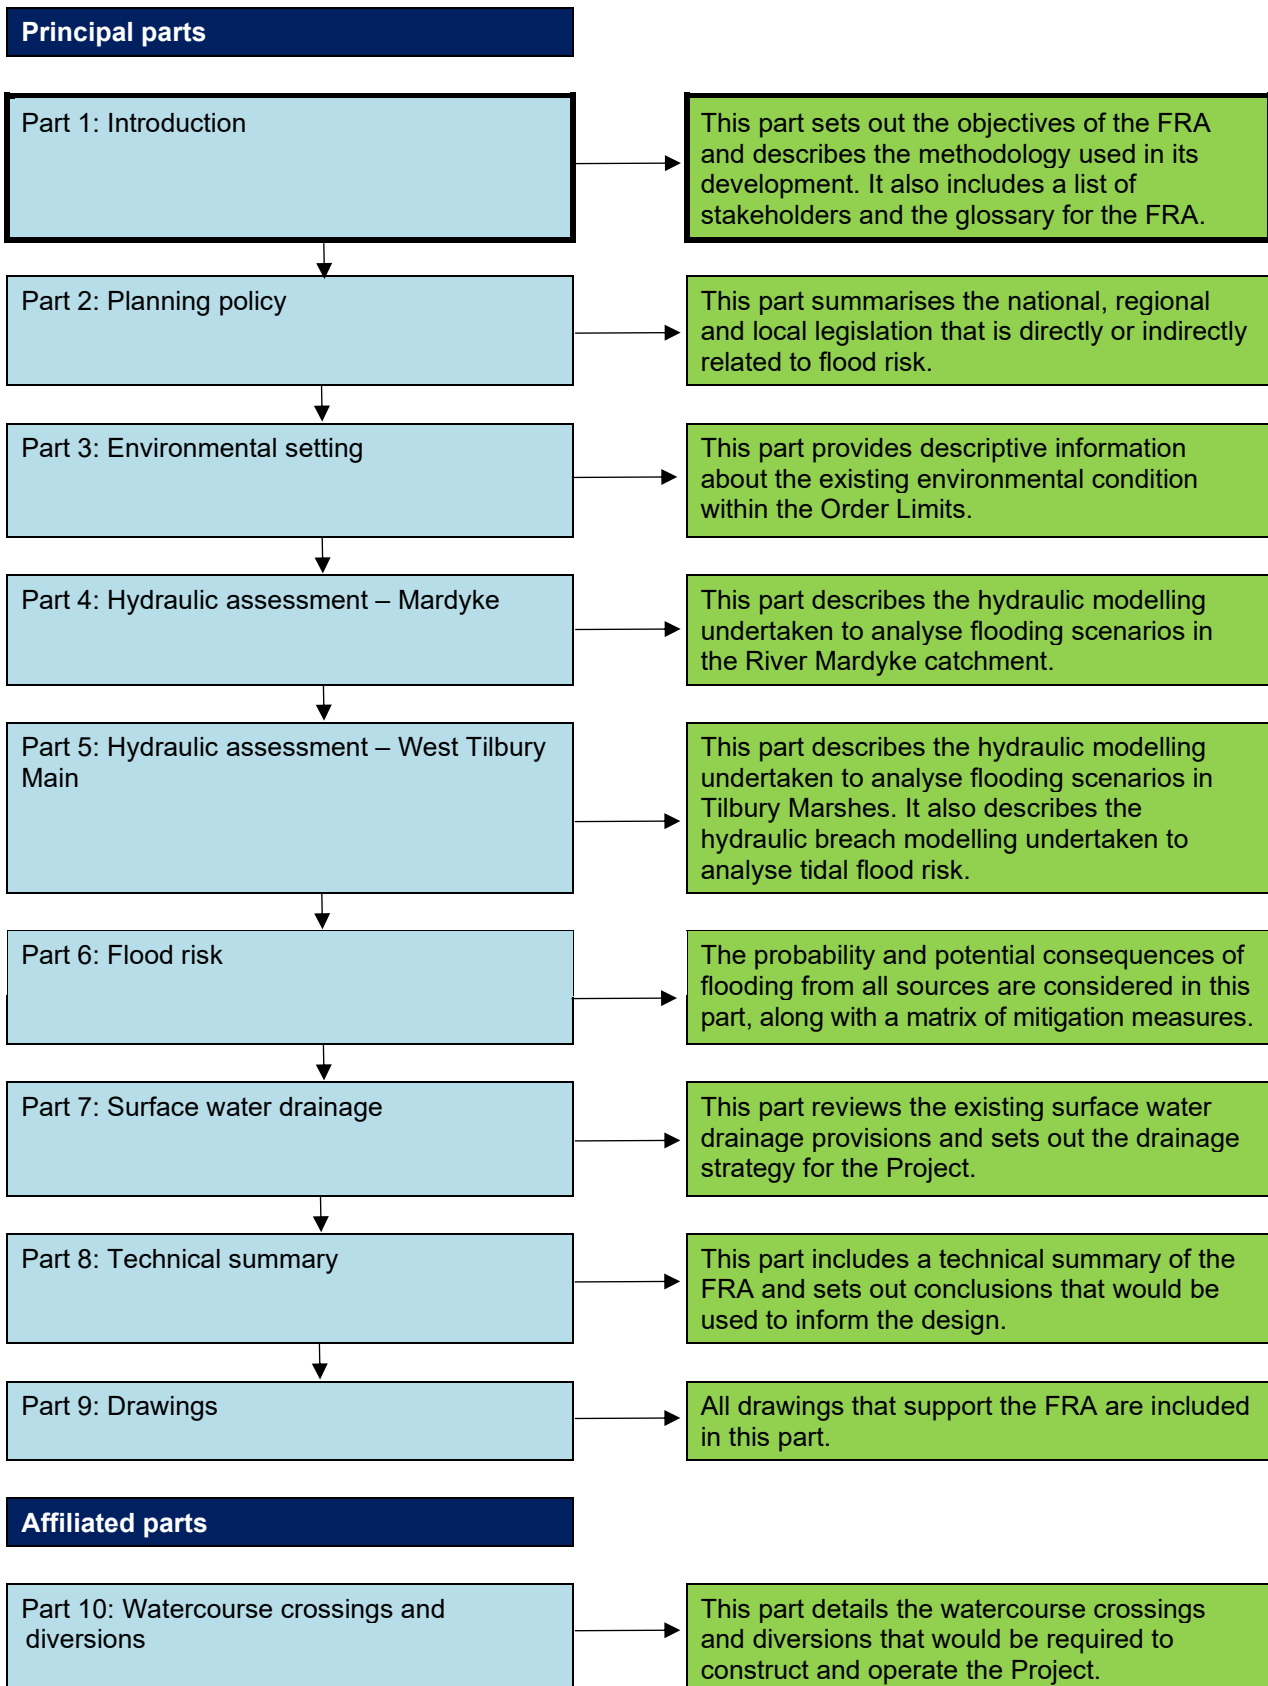 Principal parts
Part 1: Introduction
This part sets out the objectives of the FRA
and describes the methodology used in its
development. It also includes a list of
stakeholders and the glossary for the FRA.
Part 2: Planning policy
This part summarises the national, regional
and local legislation that is directly or indirectly
related to flood risk.
Part 3: Environmental setting
This part provides descriptive information
about the existing environmental condition
within the Order Limits.
Part 4: Hydraulic assessment – Mardyke
This part describes the hydraulic modelling
undertaken to analyse flooding scenarios in
the River Mardyke catchment.
Part 5: Hydraulic assessment – West Tilbury
Main
This part describes the hydraulic modelling
undertaken to analyse flooding scenarios in
Tilbury Marshes. It also describes the
hydraulic breach modelling undertaken to
analyse tidal flood risk.
Part 6: Flood risk
The probability and potential consequences of
flooding from all sources are considered in this
part, along with a matrix of mitigation measures.
Part 7: Surface water drainage
This part reviews the existing surface water
drainage provisions and sets out the drainage
strategy for the Project.
Part 8: Technical summary
This part includes a technical summary of the
FRA and sets out conclusions that would be
used to inform the design.
Part 9: Drawings
All drawings that support the FRA are included
in this part.
Affiliated parts
Part 10: Watercourse crossings and
diversions
This part details the watercourse crossings
and diversions that would be required to
construct and operate the Project.